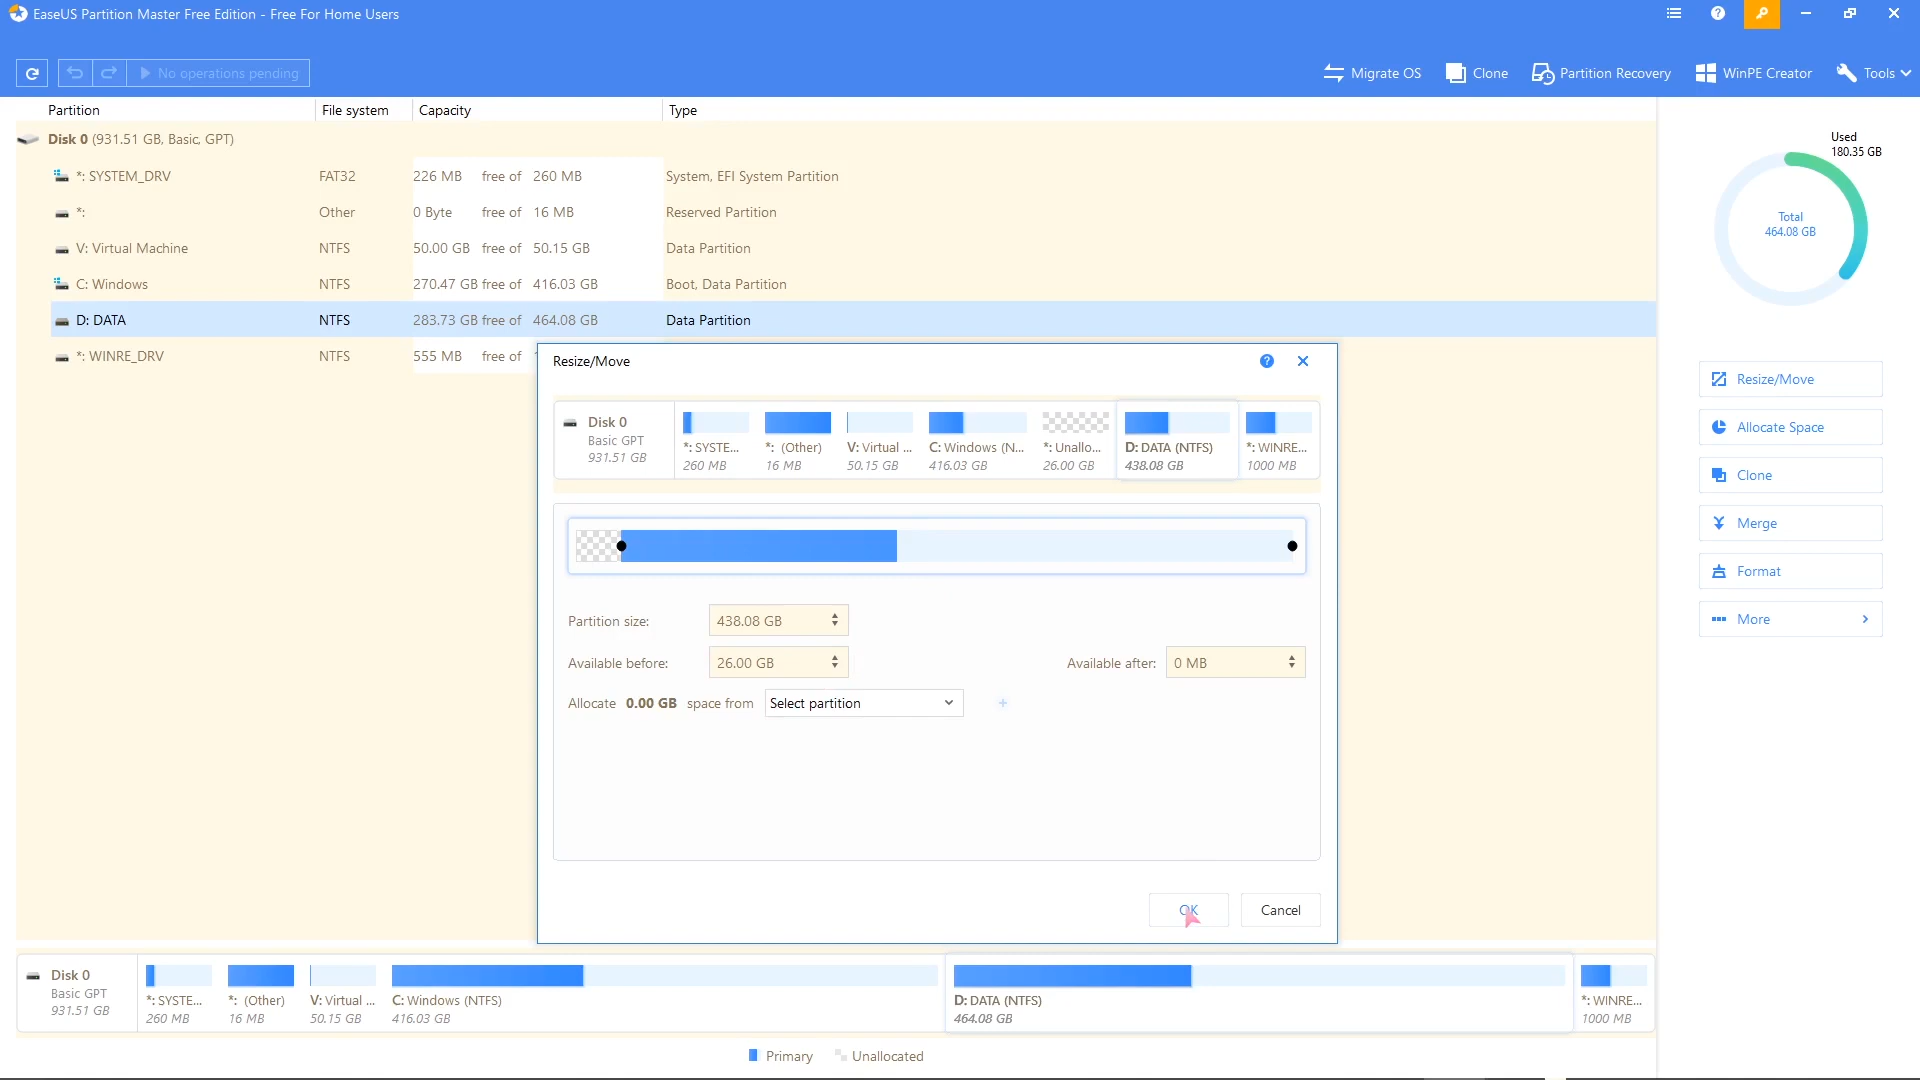 EaseUS Partition Master Free Edition - Free For Home Users
No operations pending
Migrate OS
Clone
Partition Recovery
WinPE Creator
Tools
Partition File system Capacity Type
Disk 0 (931.51 GB, Basic, GPT)
*: SYSTEM_DRV FAT32 226 MB free of 260 MB System, EFI System Partition
*: Other 0 Byte free of 16 MB Reserved Partition
V: Virtual Machine NTFS 50.00 GB free of 50.15 GB Data Partition
C: Windows NTFS 270.47 GB free of 416.03 GB Boot, Data Partition
D: DATA NTFS 283.73 GB free of 464.08 GB Data Partition
*: WINRE_DRV NTFS 555 MB free of
Used
180.35 GB
Total
464.08 GB
Resize/Move
Allocate Space
Clone
Merge
Format
More
Resize/Move
Disk 0
Basic GPT
931.51 GB
*: SYSTE...
260 MB
*: (Other)
16 MB
V: Virtual ...
50.15 GB
C: Windows (N...
416.03 GB
*: Unallo...
26.00 GB
D: DATA (NTFS)
438.08 GB
*: WINRE...
1000 MB
Partition size: 438.08 GB
Available before: 26.00 GB
Available after: 0 MB
Allocate 0.00 GB space from Select partition
OK
Cancel
Disk 0
Basic GPT
931.51 GB
*: SYSTE...
260 MB
*: (Other)
16 MB
V: Virtual ...
50.15 GB
C: Windows (NTFS)
416.03 GB
D: DATA (NTFS)
464.08 GB
*: WINRE...
1000 MB
Primary
Unallocated